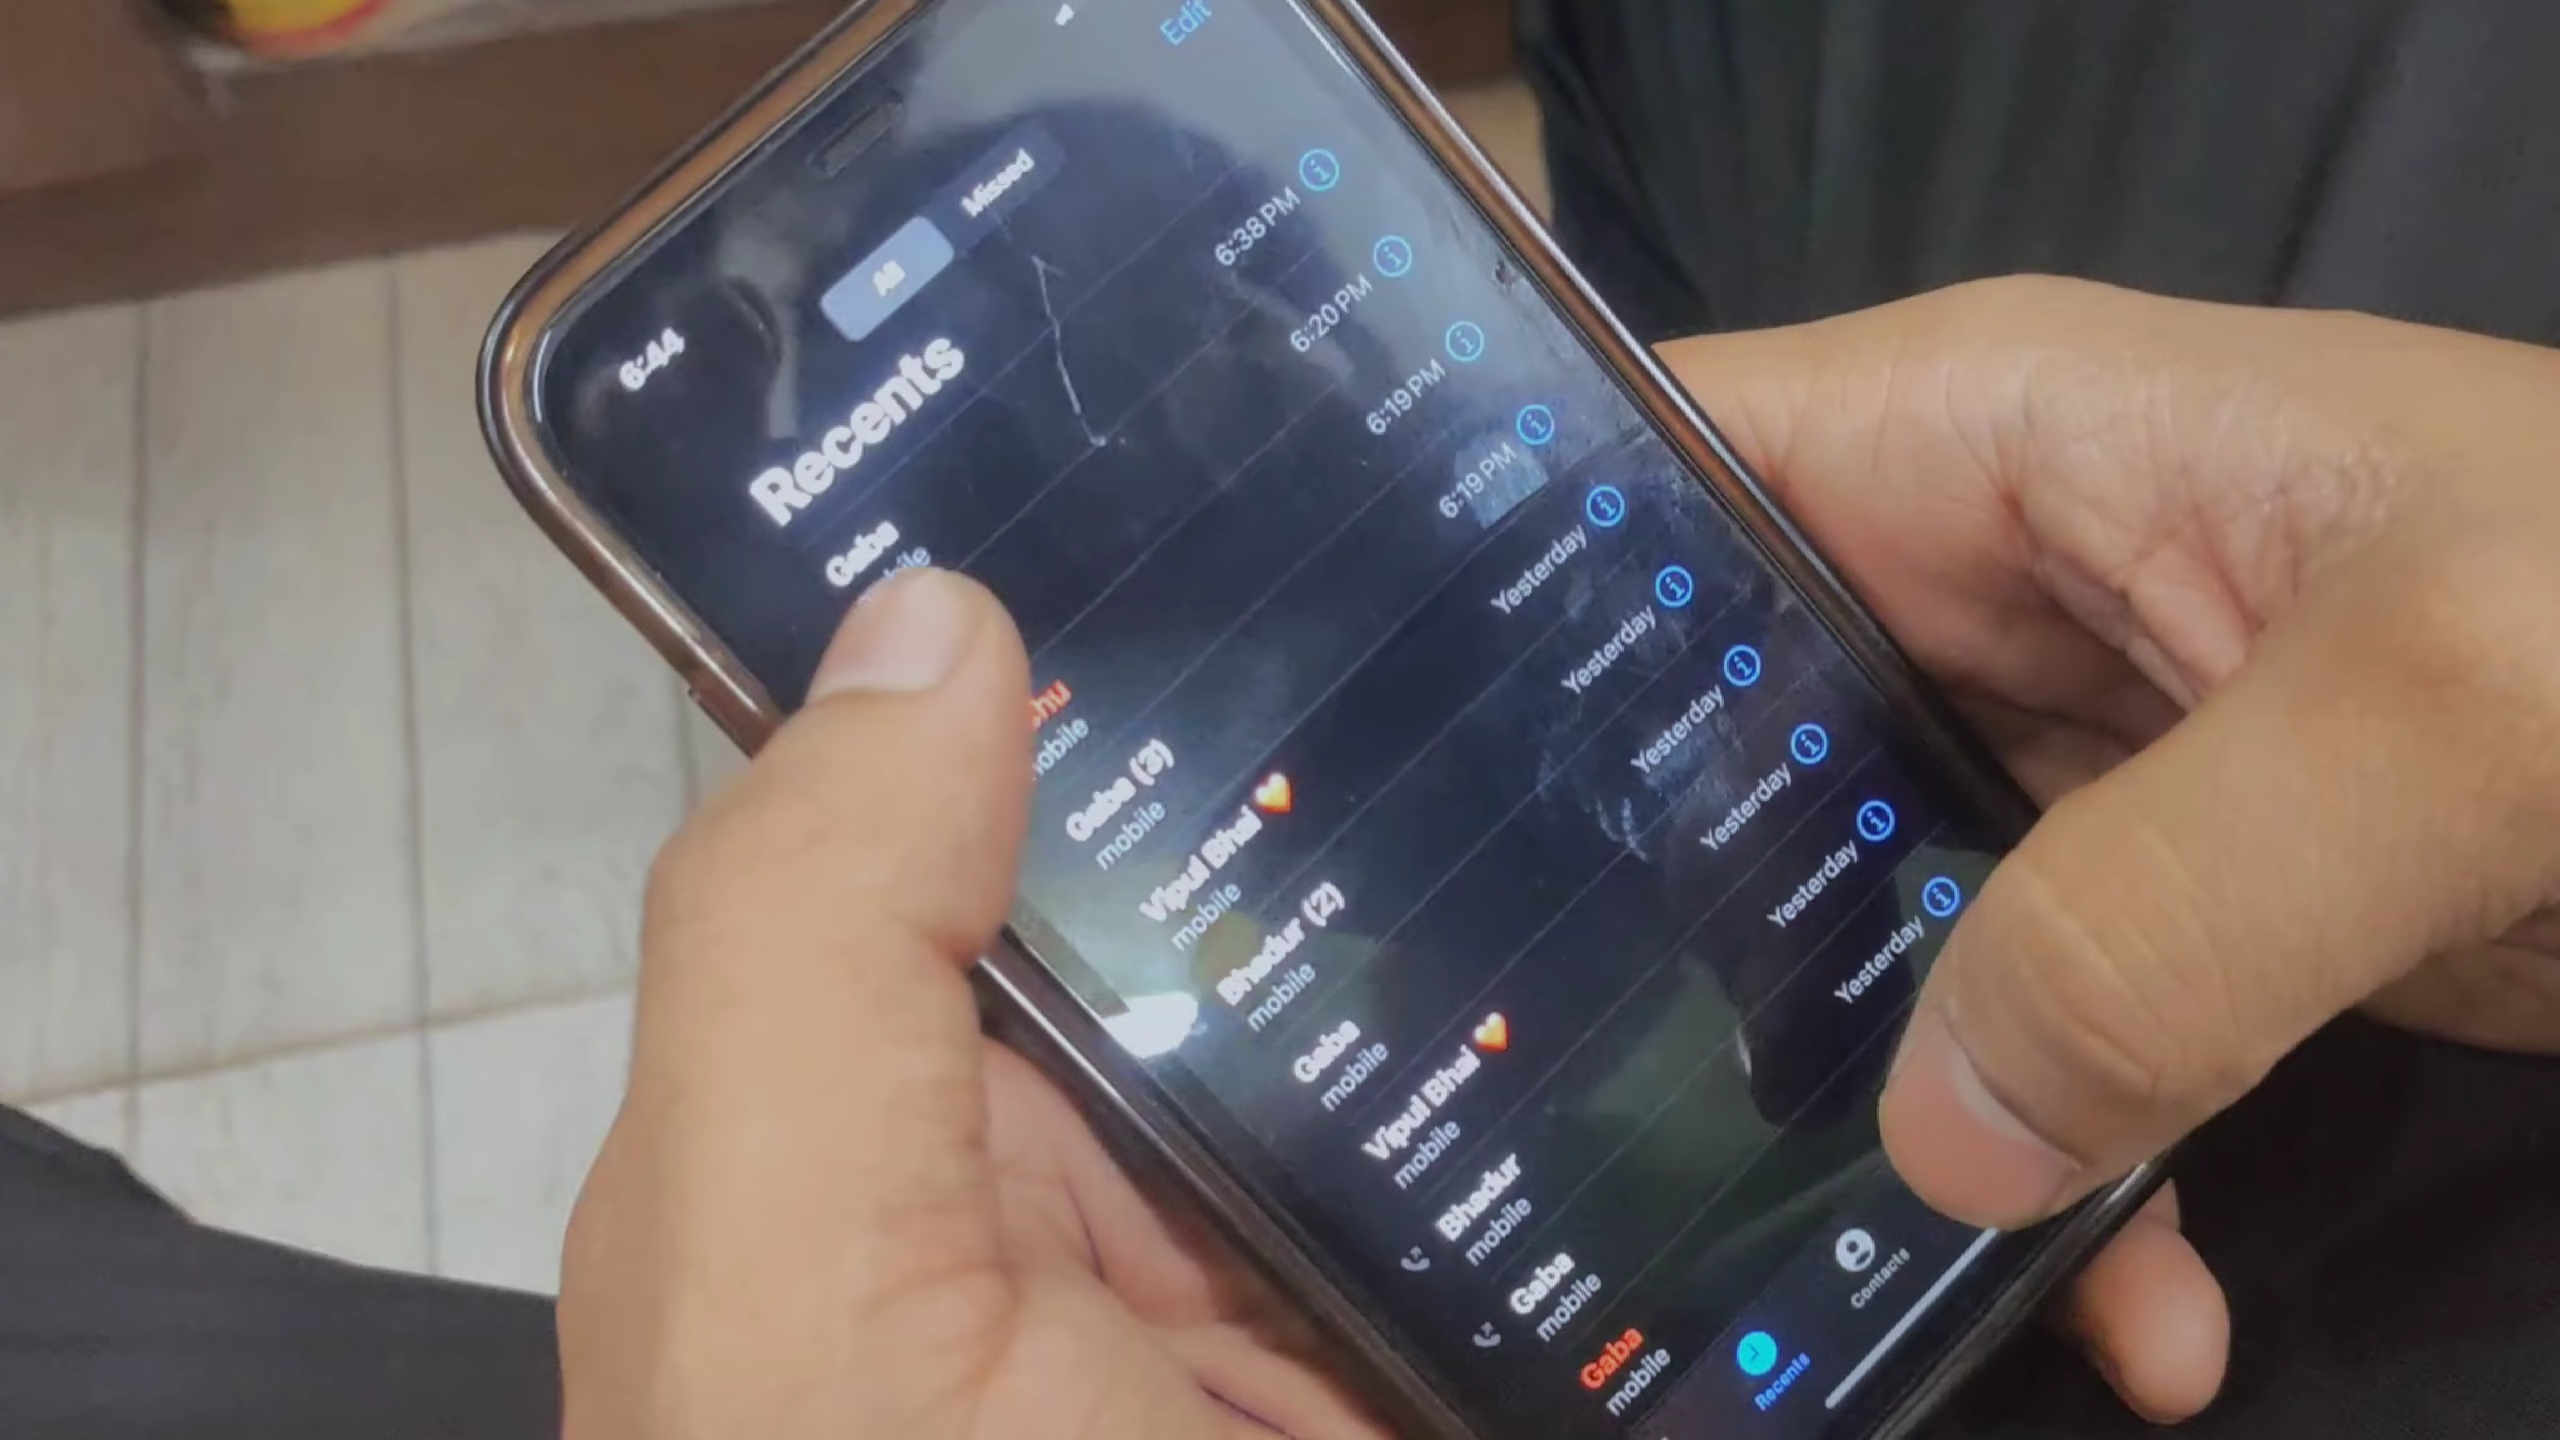 6:44
Edit
All
Missed
Recents
Gaba
6:38 PM
6:20 PM
mobile
6:19 PM
Gaba (3)
mobile
6:19 PM
Vipul Bhai ❤️
mobile
Yesterday
Bhadur (2)
mobile
Yesterday
Gaba
mobile
Yesterday
Vipul Bhai ❤️
mobile
Yesterday
Bhadur
mobile
Yesterday
Gaba
mobile
Yesterday
Gaba
mobile
Recents
Contacts